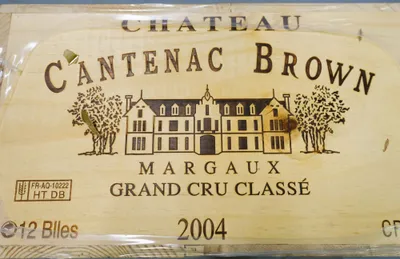 CHATEAU
CANTENAC BROWN
MARGAUX
GRAND CRU CLASSÉ
FR-AQ-10222
HT DB
12 Blles
2004